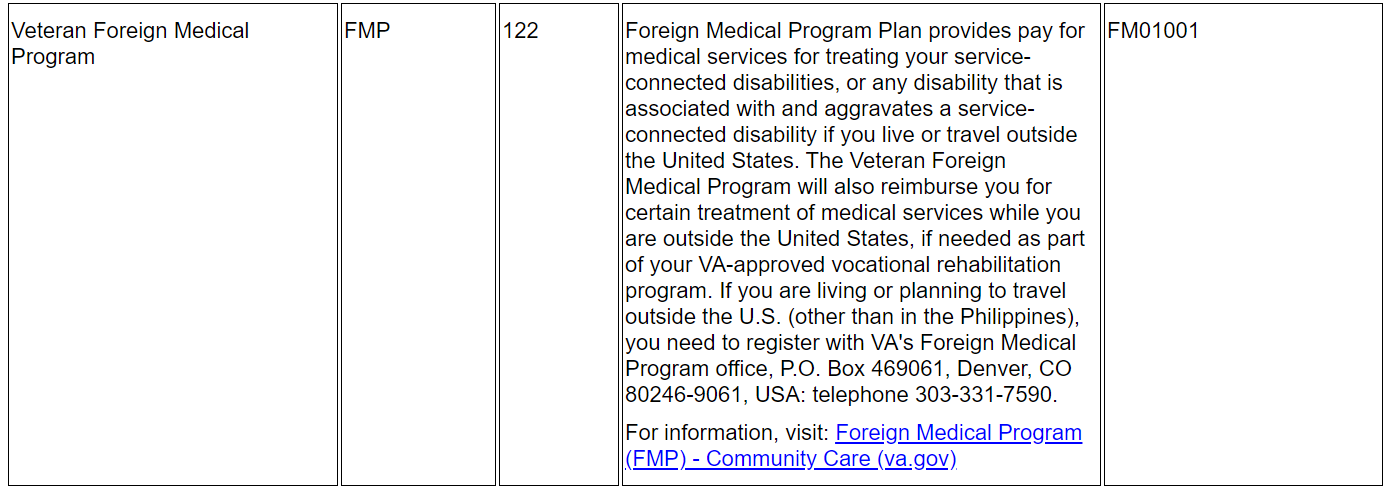 Veteran Foreign Medical
Program
FMP
122
Foreign Medical Program Plan provides pay for
medical services for treating your service-
connected disabilities, or any disability that is
associated with and aggravates a service-
connected disability if you live or travel outside
the United States. The Veteran Foreign
Medical Program will also reimburse you for
certain treatment of medical services while you
are outside the United States, if needed as part
of your VA-approved vocational rehabilitation
program. If you are living or planning to travel
outside the U.S. (other than in the Philippines),
you need to register with VA's Foreign Medical
Program office, P.O. Box 469061, Denver, CO
80246-9061, USA: telephone 303-331-7590.
For information, visit: Foreign Medical Program
(FMP) - Community Care (va.gov)
FM01001